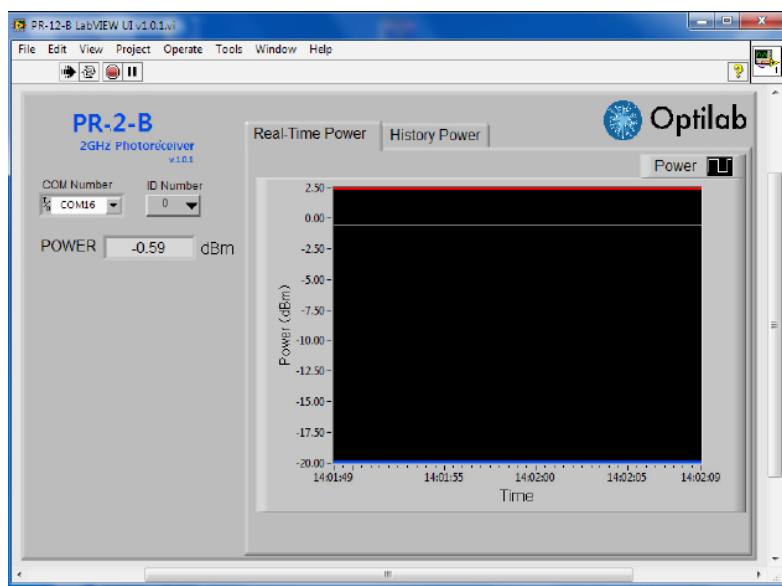 PR-12-B LabVIEW UI v1.0.1.vi
File Edit View Project Operate Tools Window Help
PR-2-B
2GHz Photoreceiver
v.1.0.1
Optilab
Real-Time Power
History Power
COM Number
ID Number
COM16
0
POWER -0.59 dBm
Power
Power (dBm)
2.50
0.00
-2.50
-5.00
-7.50
-10.00
-12.50
-15.00
-17.50
-20.00
14:01:49 14:01:55 14:02:00 14:02:05 14:02:09
Time